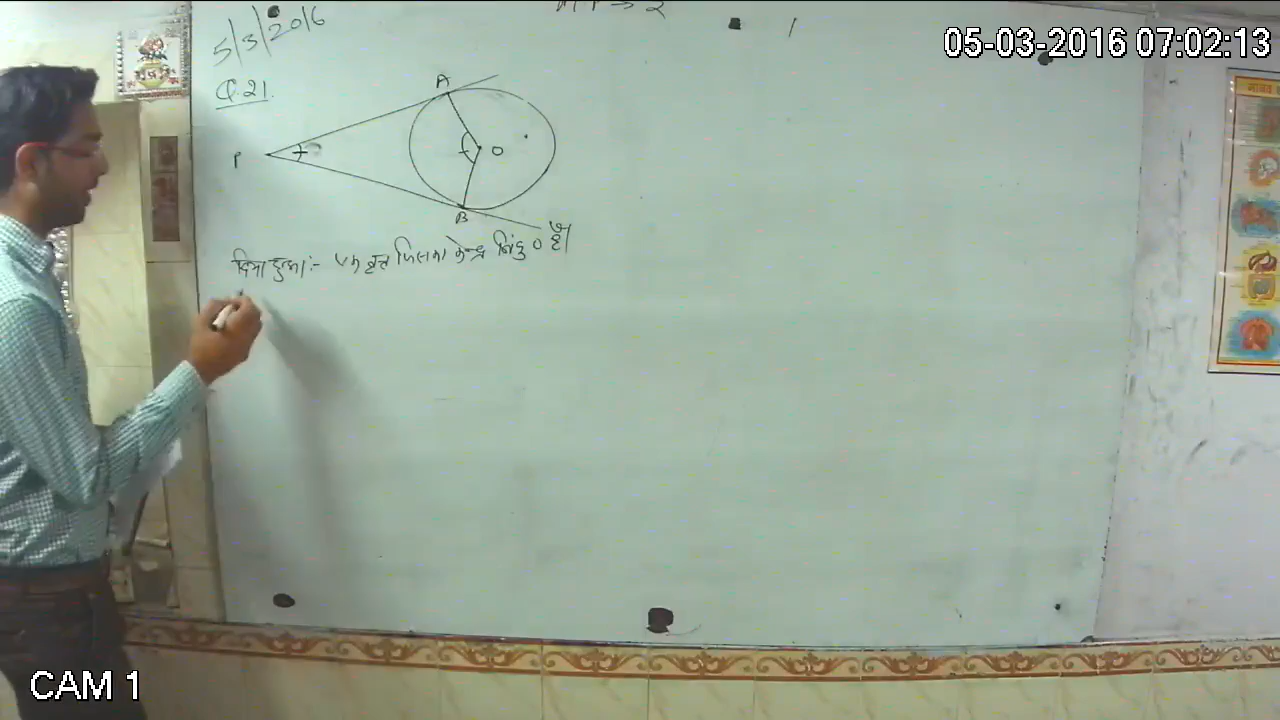 05-03-2016 07:02:13
5/3/2016
Q.21.
A
P
O
B
दिया हुआ :- एक वृत्त जिसका केन्द्र बिंदु O है।
CAM 1